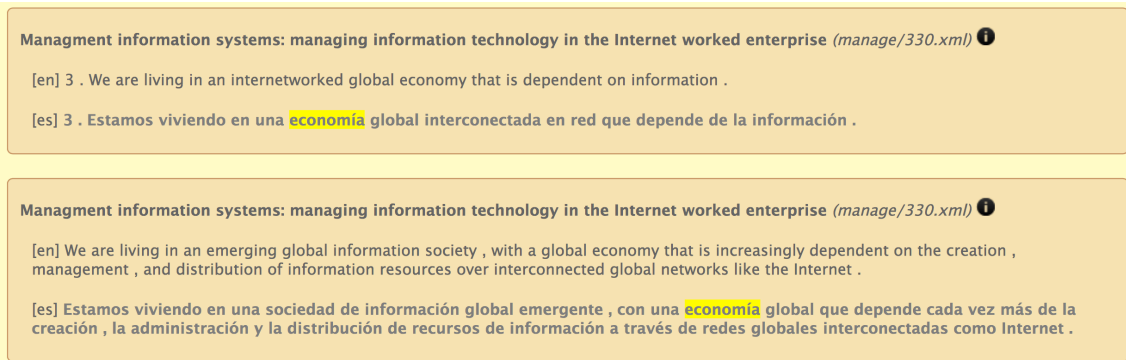 Managment information systems: managing information technology in the Internet worked enterprise (manage/330.xml) i
[en] 3 . We are living in an internetworked global economy that is dependent on information .
[es] 3 . Estamos viviendo en una economía global interconectada en red que depende de la información .
Managment information systems: managing information technology in the Internet worked enterprise (manage/330.xml) i
[en] We are living in an emerging global information society , with a global economy that is increasingly dependent on the creation ,
management , and distribution of information resources over interconnected global networks like the Internet .
[es] Estamos viviendo en una sociedad de información global emergente , con una economía global que depende cada vez más de la
creación , la administración y la distribución de recursos de información a través de redes globales interconectadas como Internet .